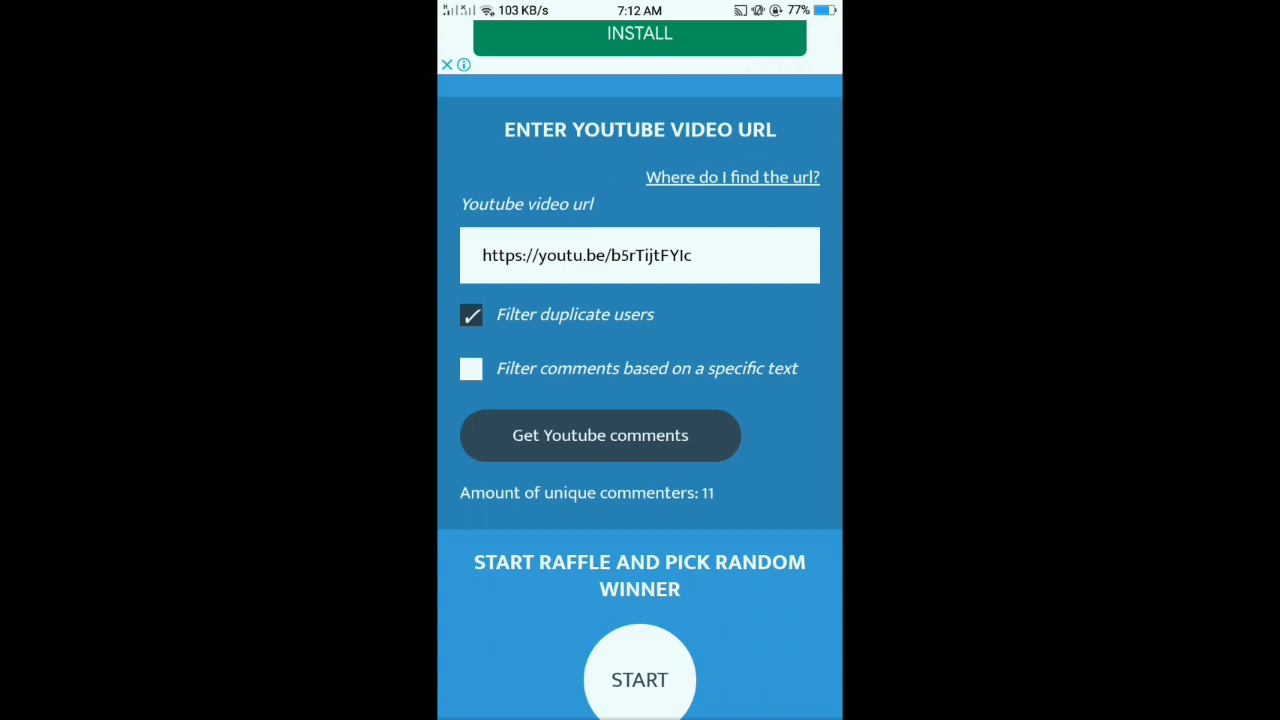 103 KB/s 7:12 AM 77%
INSTALL
ENTER YOUTUBE VIDEO URL
Where do I find the url?
Youtube video url
https://youtu.be/b5rTijtFYIc
Filter duplicate users
Filter comments based on a specific text
Get Youtube comments
Amount of unique commenters: 11
START RAFFLE AND PICK RANDOM
WINNER
START